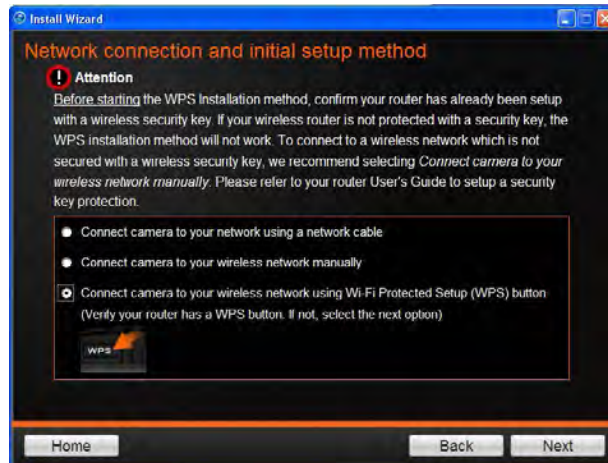 Install Wizard
Network connection and initial setup method
! Attention
Before starting the WPS Installation method, confirm your router has already been setup
with a wireless security key. If your wireless router is not protected with a security key, the
WPS installation method will not work. To connect to a wireless network which is not
secured with a wireless security key, we recommend selecting Connect camera to your
wireless network manually. Please refer to your router User's Guide to setup a security
key protection.
Connect camera to your network using a network cable
Connect camera to your wireless network manually
Connect camera to your wireless network using Wi-Fi Protected Setup (WPS) button
(Verify your router has a WPS button. If not, select the next option)
WPS
Home
Back
Next